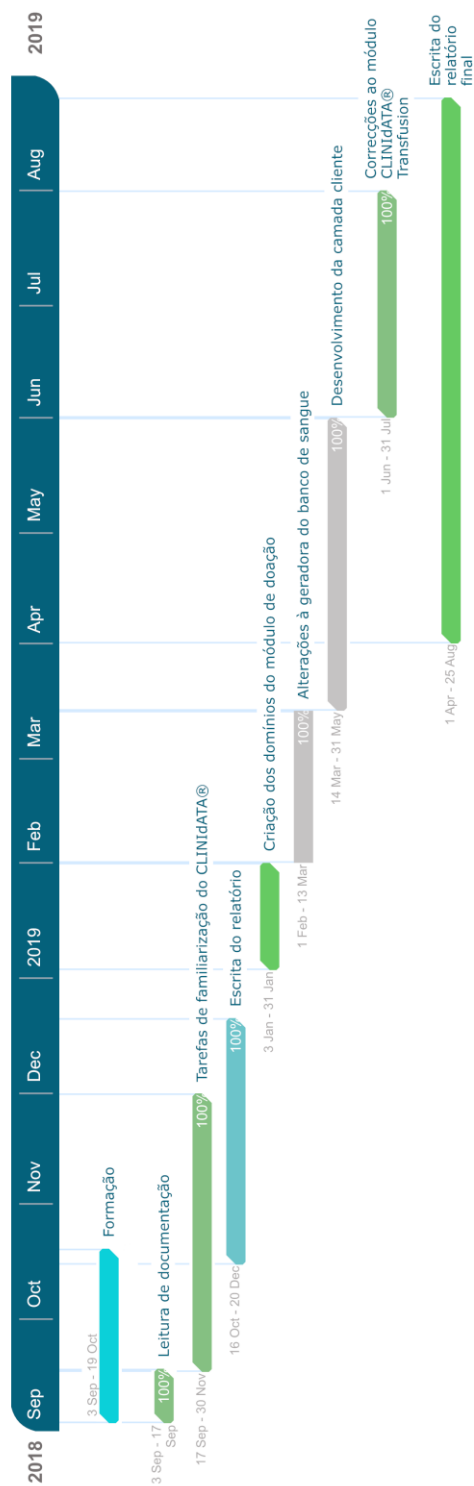 2018
Sep
Oct
Nov
Dec
2019
Feb
Mar
Apr
May
Jun
Jul
Aug
2019
3 Sep - 19 Oct
Formação
3 Sep - 17
Sep
100%
Leitura de documentação
17 Sep - 30 Nov
100%
Tarefas de familiarização do CLINIdATA®
16 Oct - 20 Dec
100%
Escrita do relatório
3 Jan - 31 Jan
Criação dos domínios do módulo de doação
1 Feb - 13 Mar
100%
Alterações à geradora do banco de sangue
14 Mar - 31 May
100%
Desenvolvimento da camada cliente
1 Jun - 31 Jul
100%
Correcções ao módulo
CLINIdATA®
Transfusion
1 Apr - 25 Aug
Escrita do
relatório
final